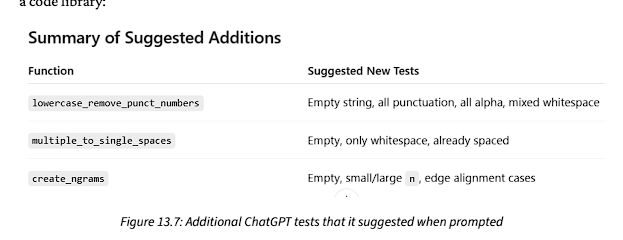 a code library:
Summary of Suggested Additions
Function Suggested New Tests
lowercase_remove_punct_numbers Empty string, all punctuation, all alpha, mixed whitespace
multiple_to_single_spaces Empty, only whitespace, already spaced
create_ngrams Empty, small/large n, edge alignment cases
Figure 13.7: Additional ChatGPT tests that it suggested when prompted